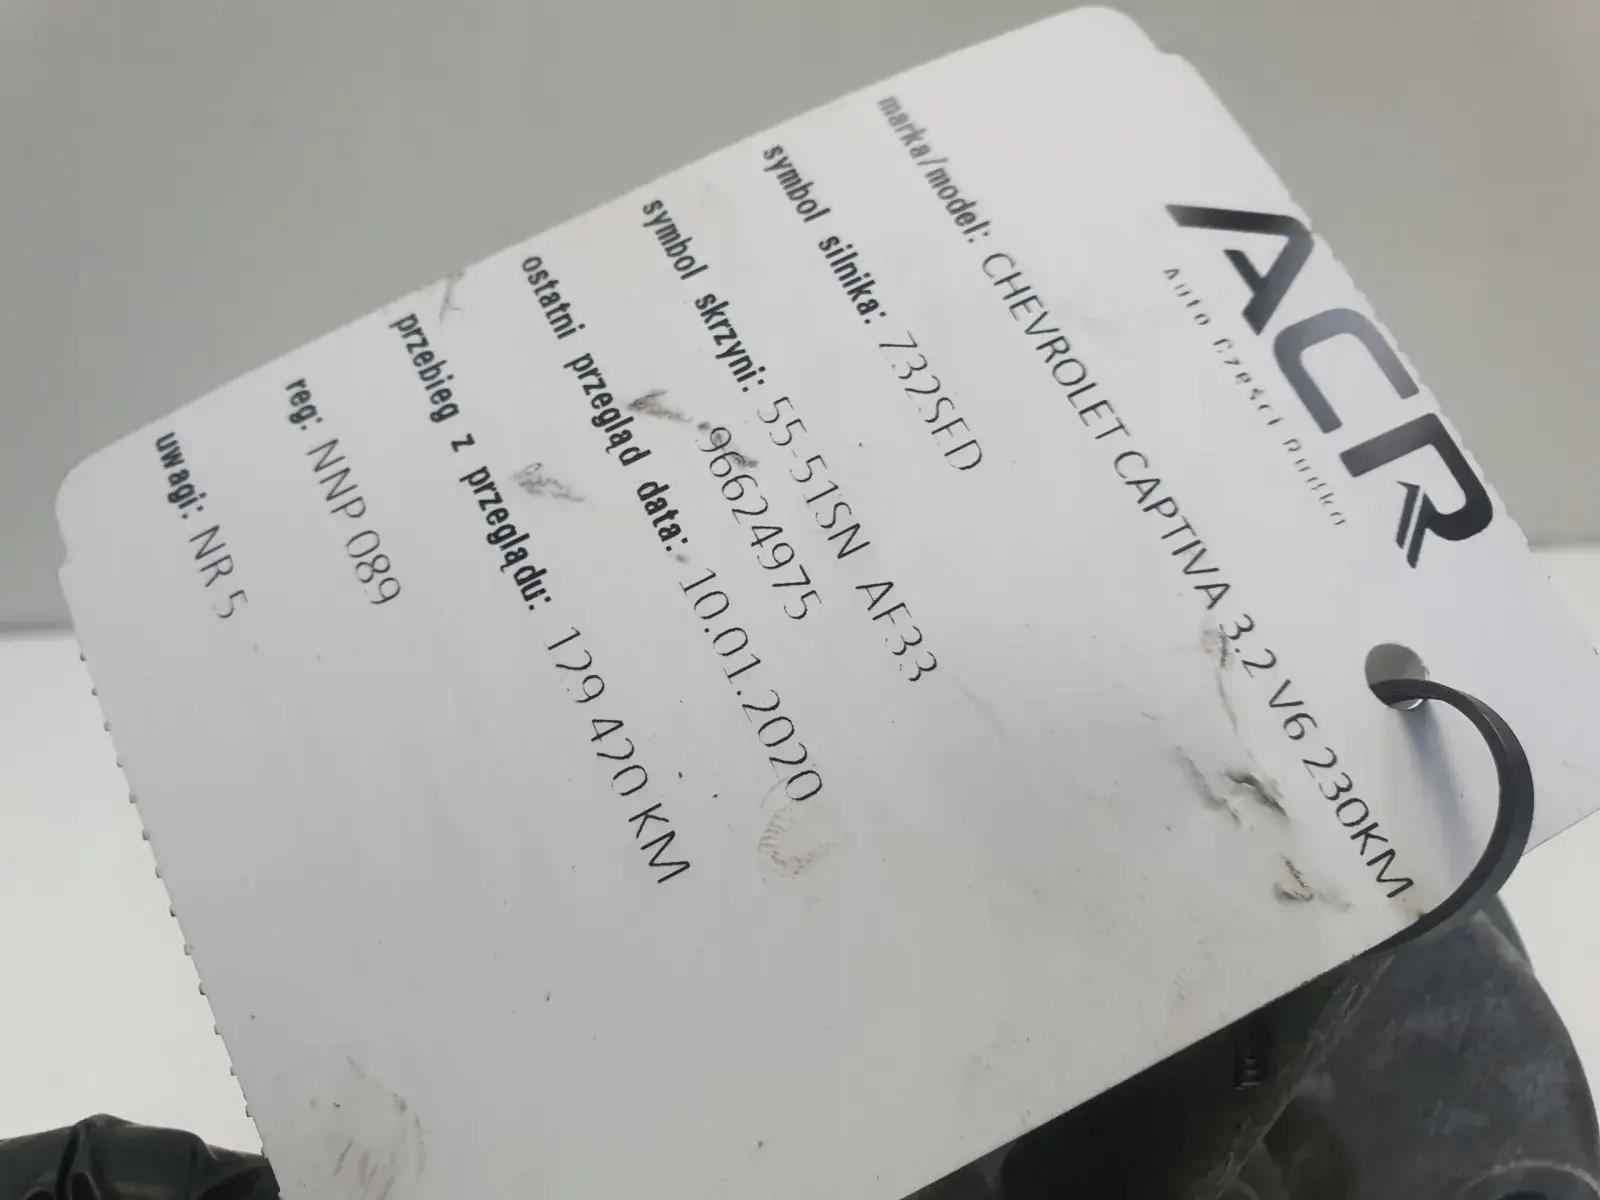 ACR
Auto Części Rudka
marka/model: CHEVROLET CAPTIVA 3.2 V6 230KM
symbol silnika: Z32SED
symbol skrzyni: 55-51SN AF33
96624975
ostatni przegląd data: 10.01.2020
przebieg z przeglądu: 129 420 KM
reg: NNP 089
uwagi: NR 5